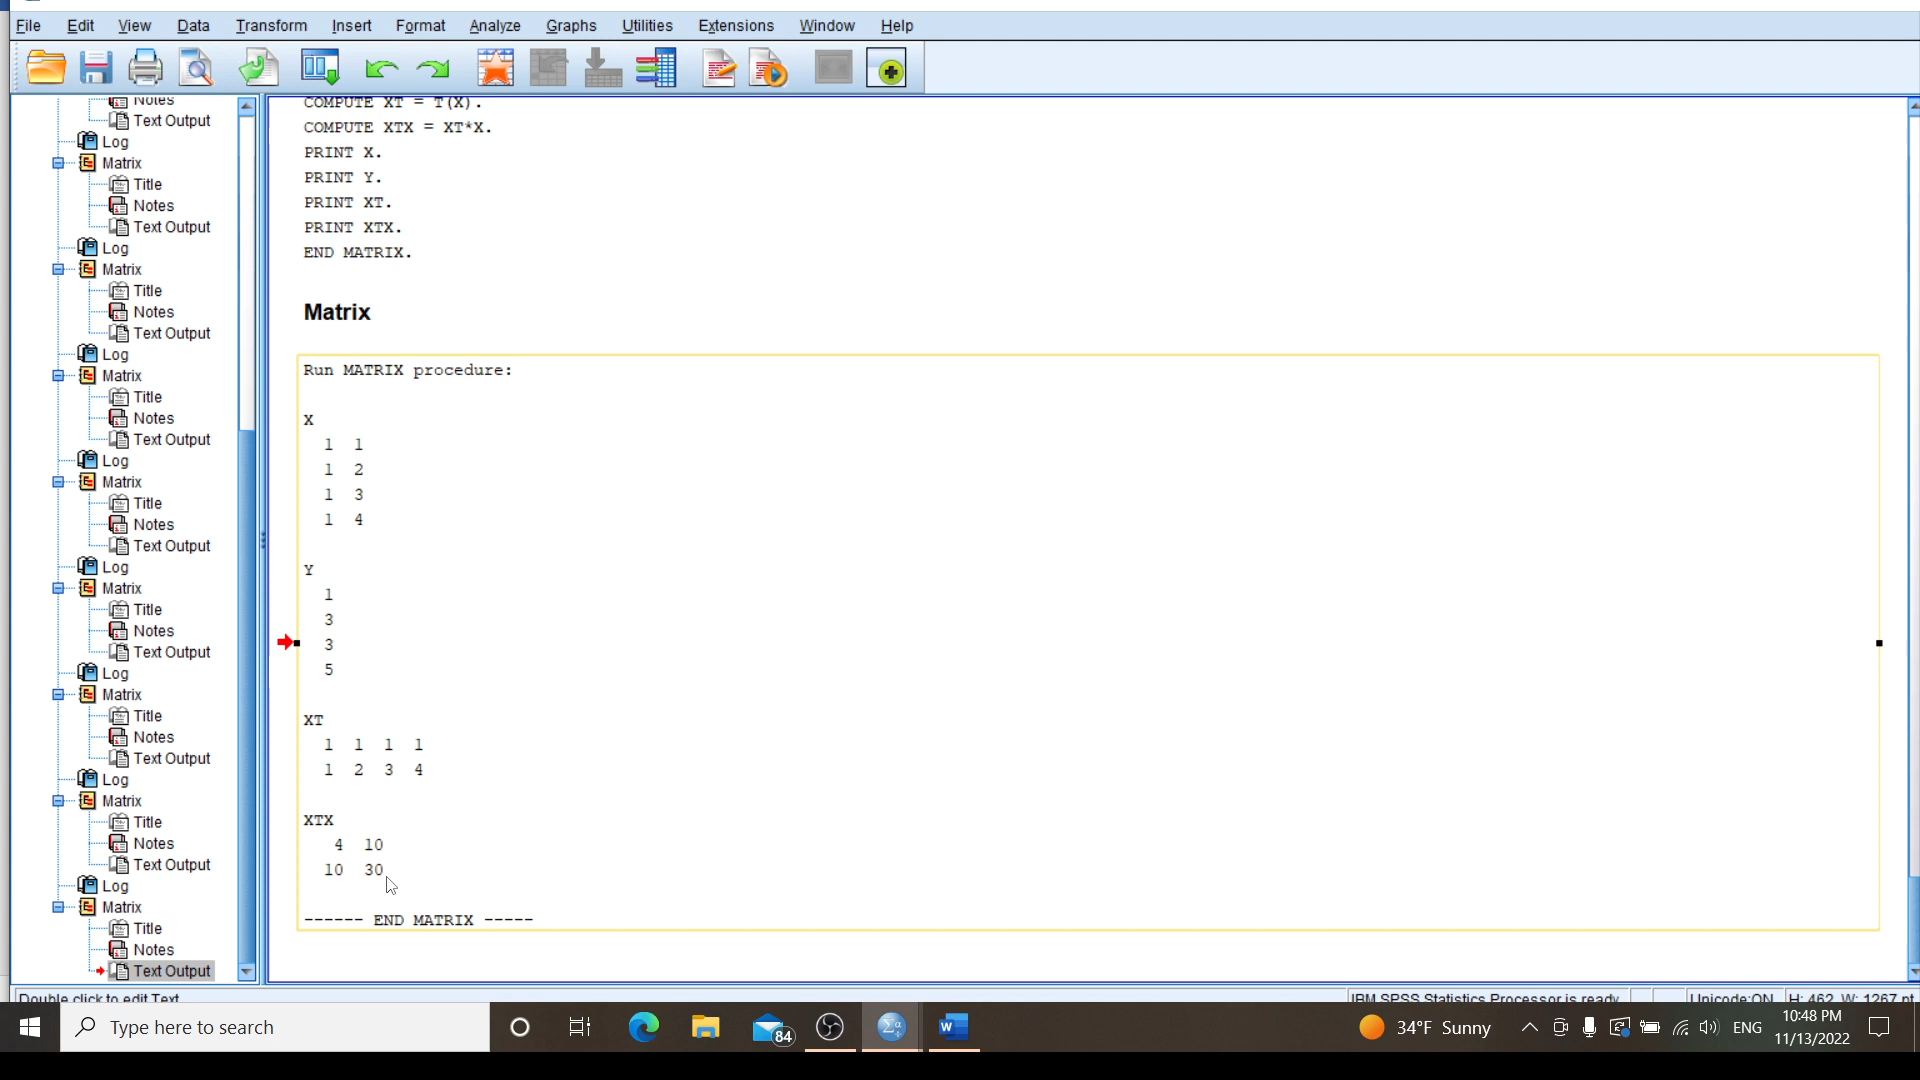 File Edit View Data Transform Insert Format Analyze Graphs Utilities Extensions Window Help
Notes
Text Output
Log
Matrix
Title
Notes
Text Output
Log
Matrix
Title
Notes
Text Output
Log
Matrix
Title
Notes
Text Output
Log
Matrix
Title
Notes
Text Output
Log
Matrix
Title
Notes
Text Output
Log
Matrix
Title
Notes
Text Output
Log
Matrix
Title
Notes
Text Output
Log
Matrix
Title
Notes
Text Output
COMPUTE XT = T(X).
COMPUTE XTX = XT*X.
PRINT X.
PRINT Y.
PRINT XT.
PRINT XTX.
END MATRIX.
Matrix
Run MATRIX procedure:
X
1 1
1 2
1 3
1 4
Y
1
3
3
5
XT
1 1 1 1
1 2 3 4
XTX
4 10
10 30
------ END MATRIX -----
Double click to edit Text
IBM SPSS Statistics Processor is ready
Unicode:ON
H: 462, W: 1267 pt
Type here to search
84
34°F Sunny
ENG
10:48 PM
11/13/2022